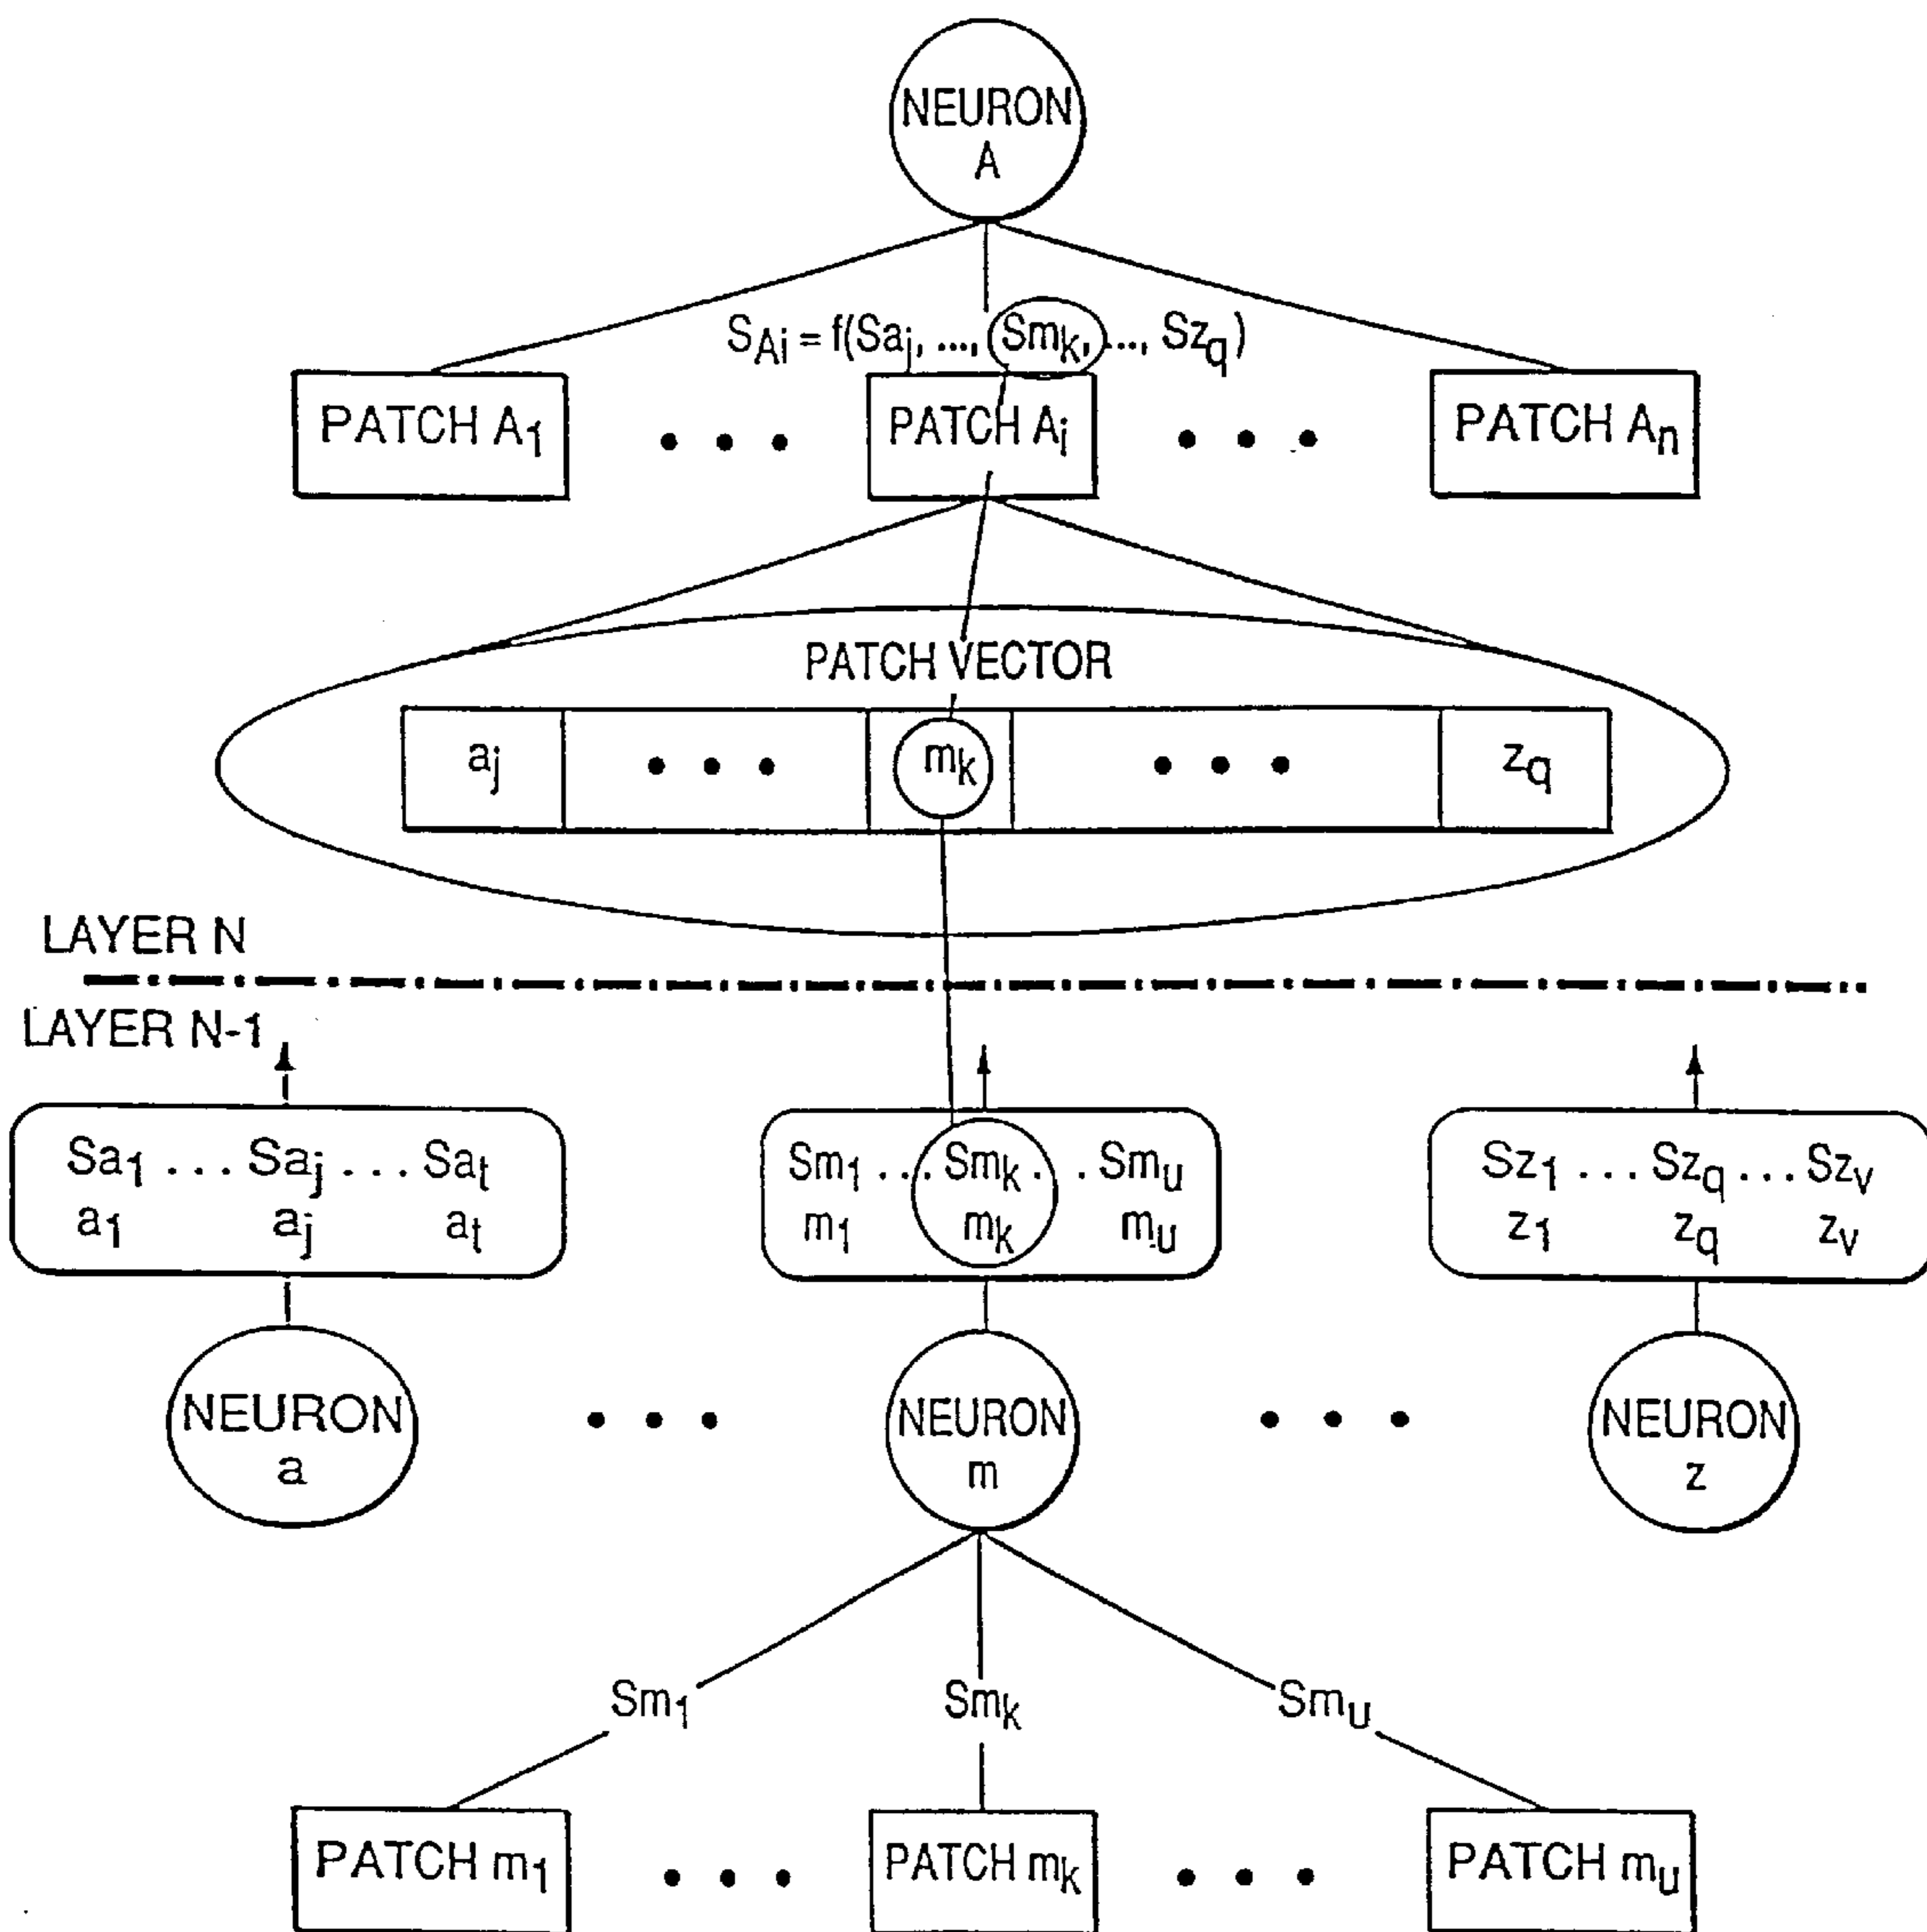 NEURON
A
S_Ai = f(Sa_j, ..., Sm_k, ..., Sz_q)
PATCH A_1 • • • PATCH A_i • • • PATCH A_n
PATCH VECTOR
a_j • • • m_k • • • z_q
LAYER N
LAYER N-1
Sa_1 ... Sa_j ... Sa_t
a_1 a_j a_t
Sm_1 ... Sm_k ... Sm_u
m_1 m_k m_u
Sz_1 ... Sz_q ... Sz_v
z_1 z_q z_v
NEURON
a
• • •
NEURON
m
• • •
NEURON
z
Sm_1 Sm_k Sm_u
PATCH m_1 • • • PATCH m_k • • • PATCH m_u